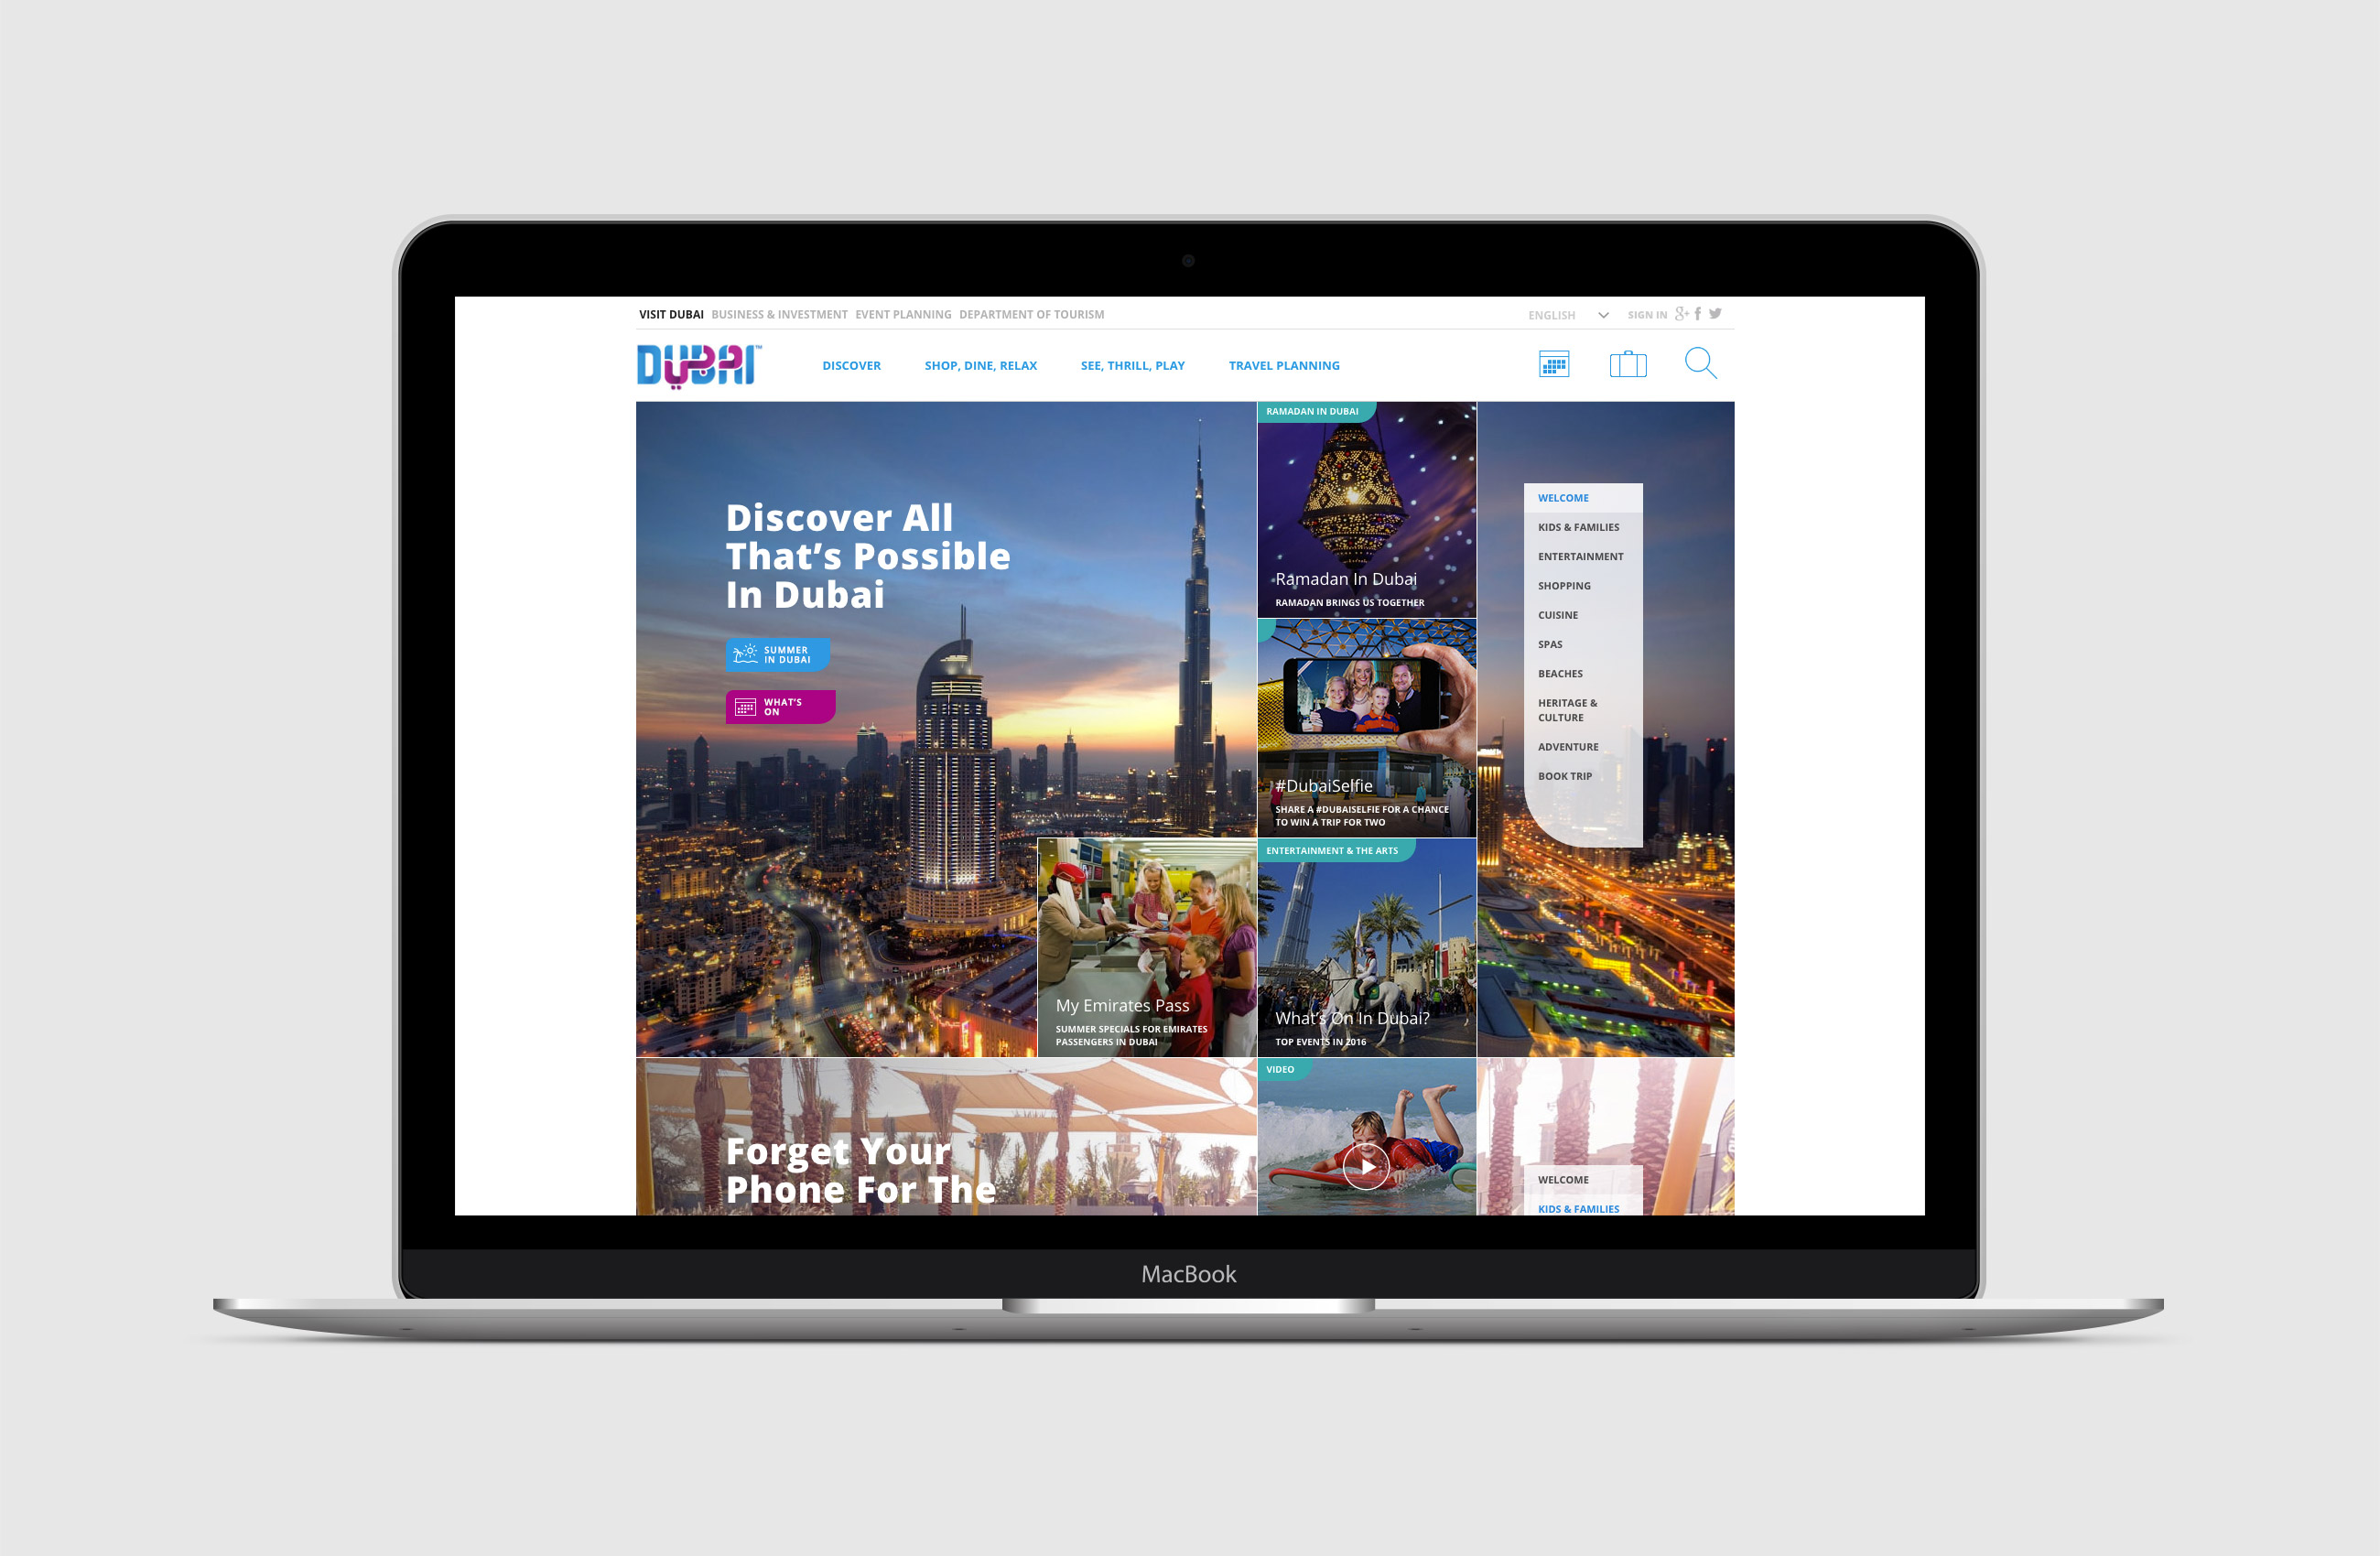 VISIT DUBAI BUSINESS & INVESTMENT EVENT PLANNING DEPARTMENT OF TOURISM
ENGLISH SIGN IN
DUBAI™
DISCOVER SHOP, DINE, RELAX SEE, THRILL, PLAY TRAVEL PLANNING
Discover All
That's Possible
In Dubai
SUMMER
IN DUBAI
WHAT'S
ON
RAMADAN IN DUBAI
Ramadan In Dubai
RAMADAN BRINGS US TOGETHER
#DubaiSelfie
SHARE A #DUBAISELFIE FOR A CHANCE
TO WIN A TRIP FOR TWO
My Emirates Pass
SUMMER SPECIALS FOR EMIRATES
PASSENGERS IN DUBAI
ENTERTAINMENT & THE ARTS
What's On In Dubai?
TOP EVENTS IN 2016
WELCOME
KIDS & FAMILIES
ENTERTAINMENT
SHOPPING
CUISINE
SPAS
BEACHES
HERITAGE &
CULTURE
ADVENTURE
BOOK TRIP
Forget Your
Phone For The
VIDEO
WELCOME
KIDS & FAMILIES
MacBook